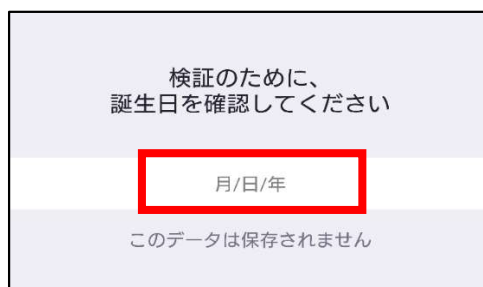 検証のために、
誕生日を確認してください
月/日/年
このデータは保存されません